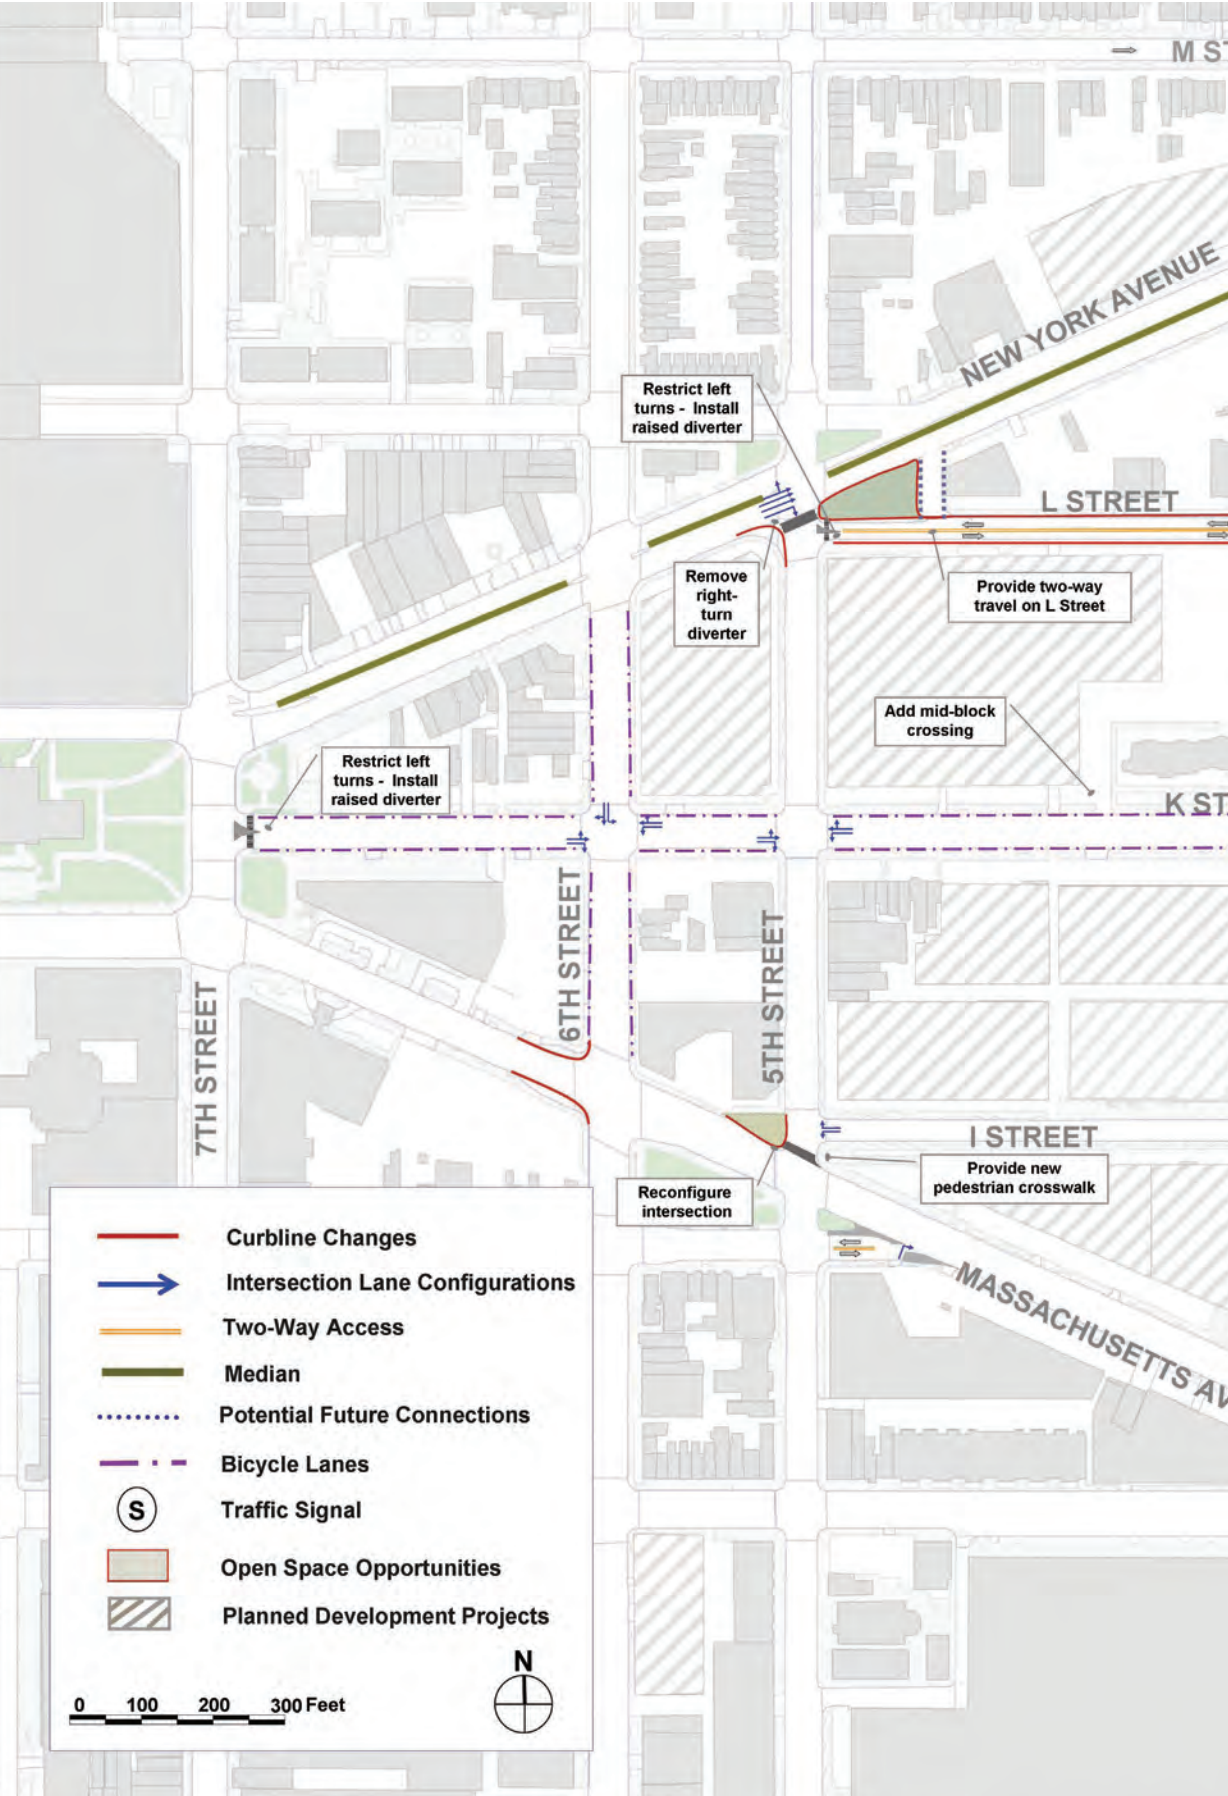 M ST
NEW YORK AVENUE
Restrict left
turns - Install
raised diverter
L STREET
Remove
right-
turn
diverter
Provide two-way
travel on L Street
Add mid-block
crossing
Restrict left
turns - Install
raised diverter
K ST
6TH STREET
5TH STREET
7TH STREET
I STREET
Provide new
pedestrian crosswalk
Reconfigure
intersection
MASSACHUSETTS AV
Curbline Changes
Intersection Lane Configurations
Two-Way Access
Median
Potential Future Connections
Bicycle Lanes
S
Traffic Signal
Open Space Opportunities
Planned Development Projects
N
0 100 200 300 Feet